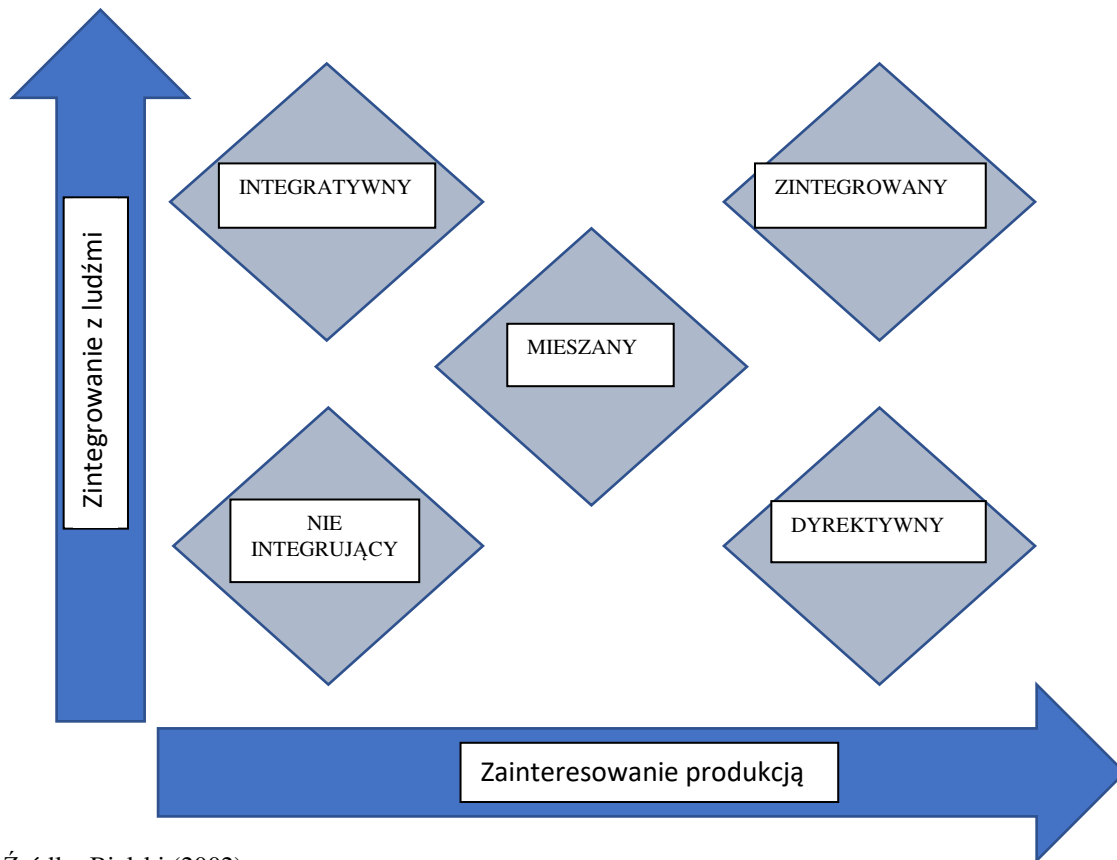 INTEGRATYWNY
ZINTEGROWANY
MIESZANY
NIE
INTEGRUJĄCY
DYREKTYWNY
Zintegrowanie z ludźmi
Zainteresowanie produkcją